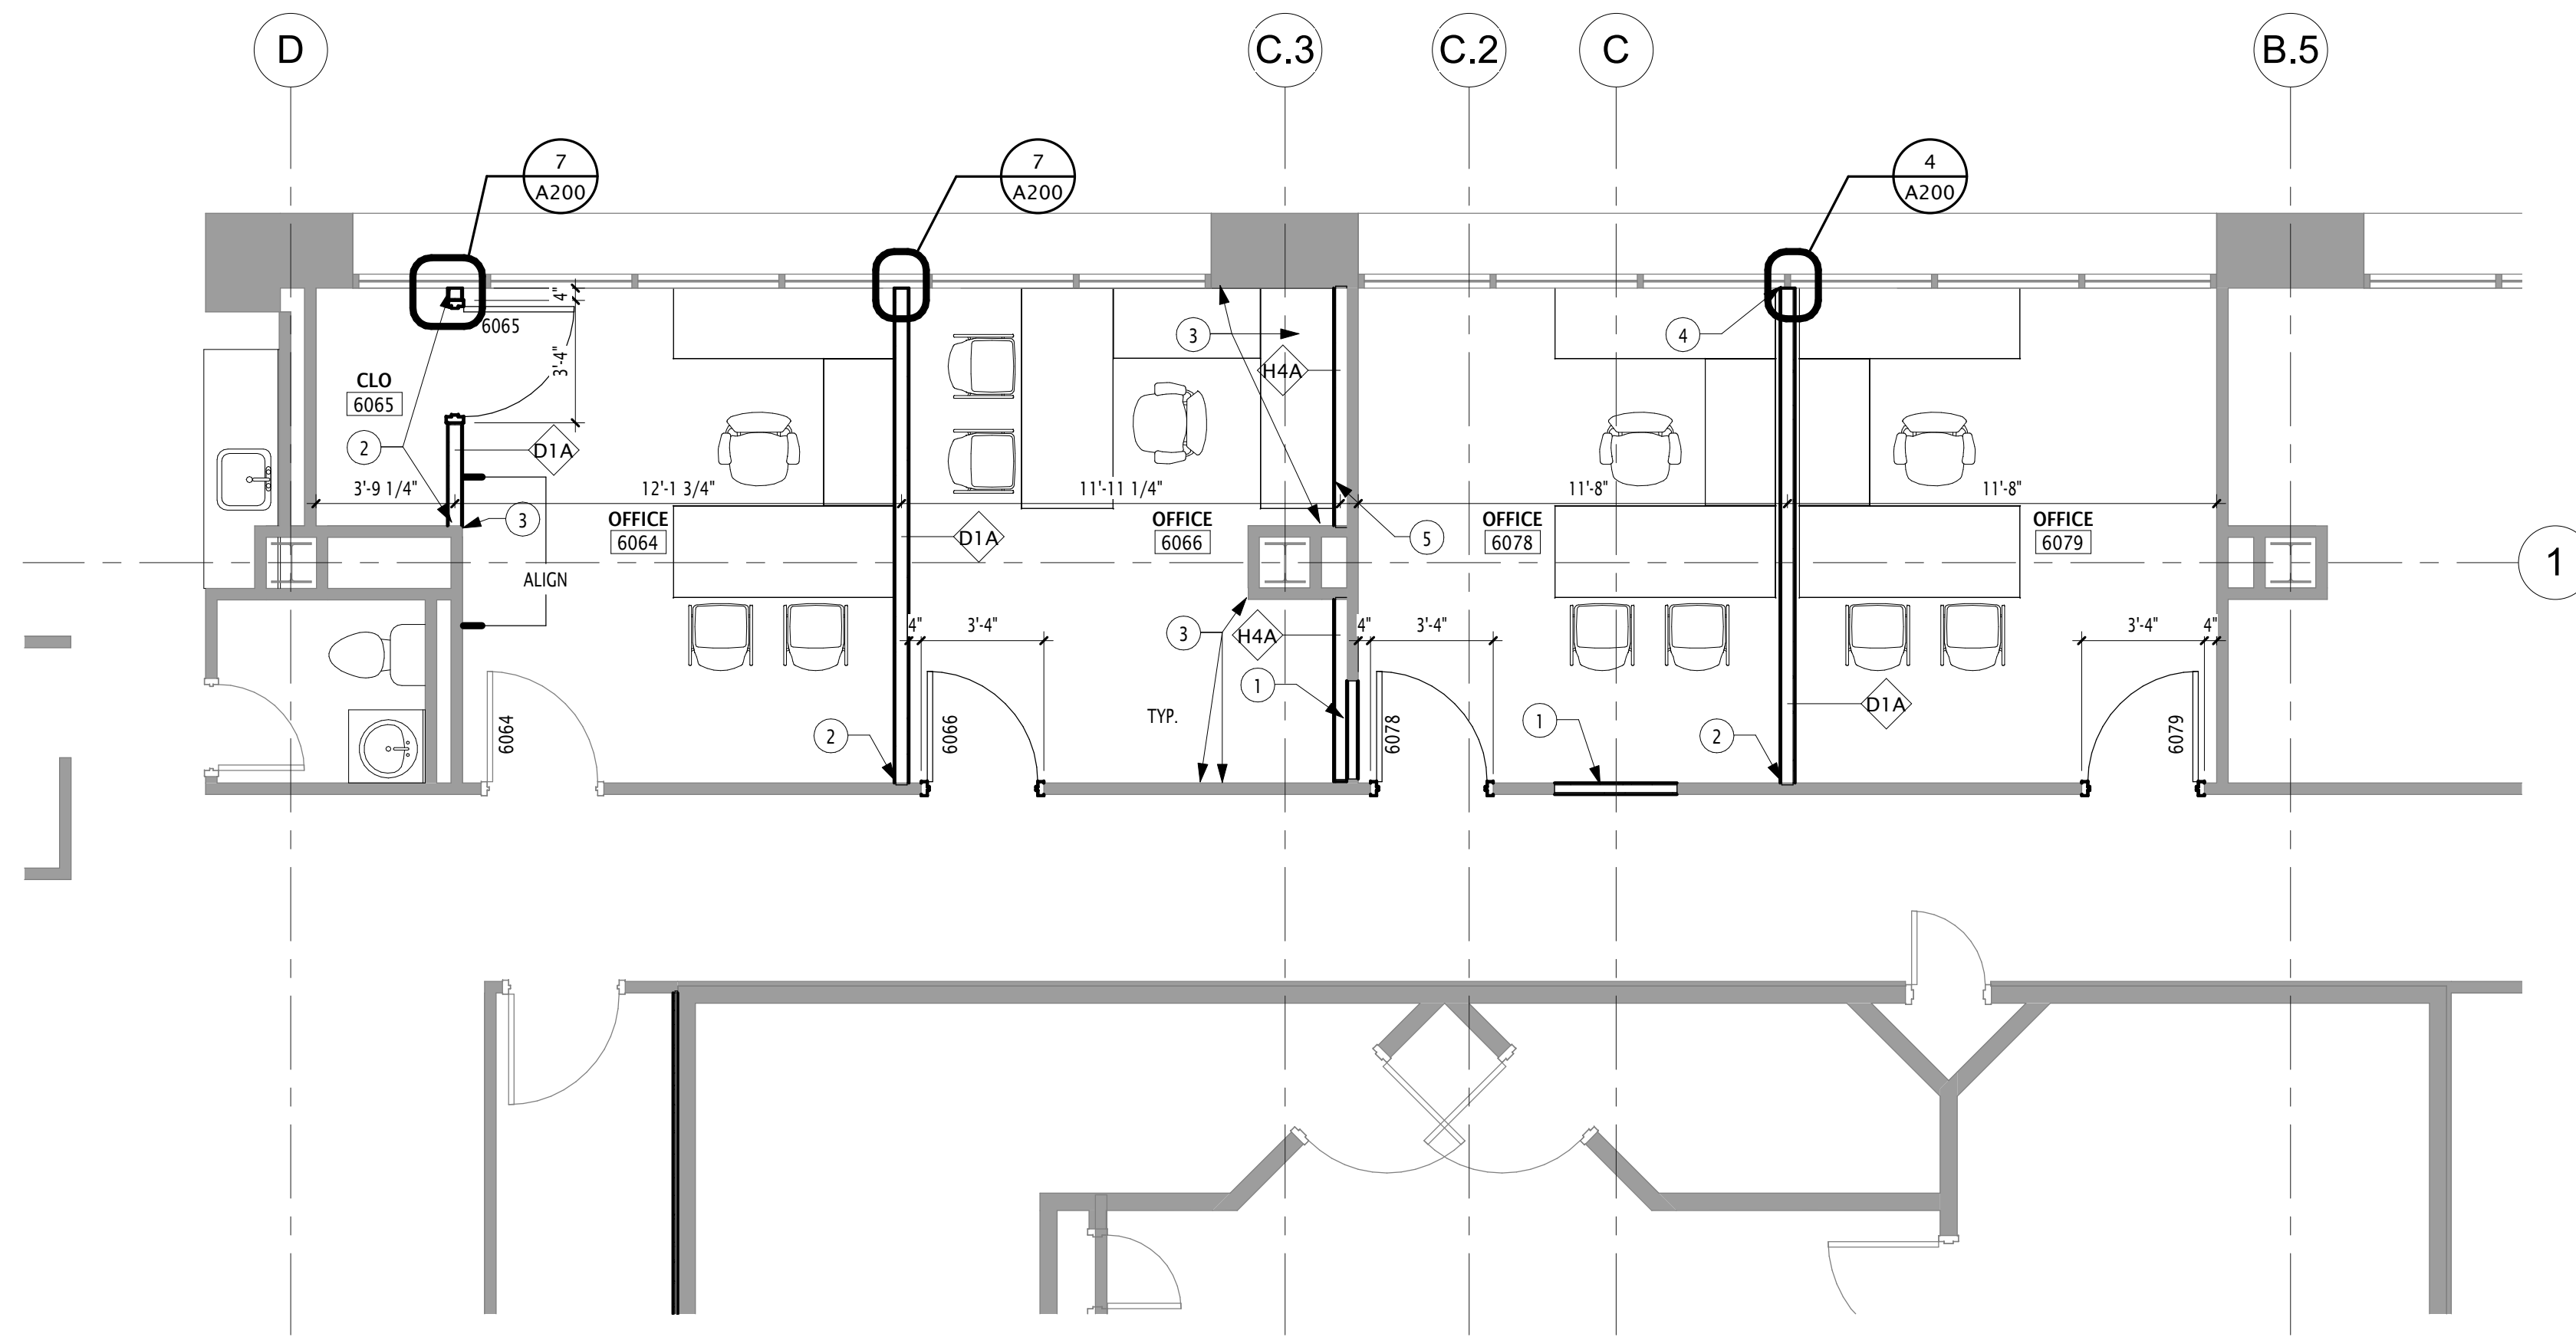 D
C.3
C.2
C
B.5
7
A200
7
A200
4
A200
4"
6065
3
4
3'-4"
H4A
CLO
6065
2
D1A
3'-9 1/4"
12'-1 3/4"
11'-11 1/4"
11'-8"
11'-8"
3
OFFICE
6064
D1A
OFFICE
6066
5
OFFICE
6078
OFFICE
6079
1
ALIGN
4"
3'-4"
3
H4A
4"
3'-4"
3'-4"
4"
1
D1A
TYP.
1
6064
2
6066
6078
2
6079